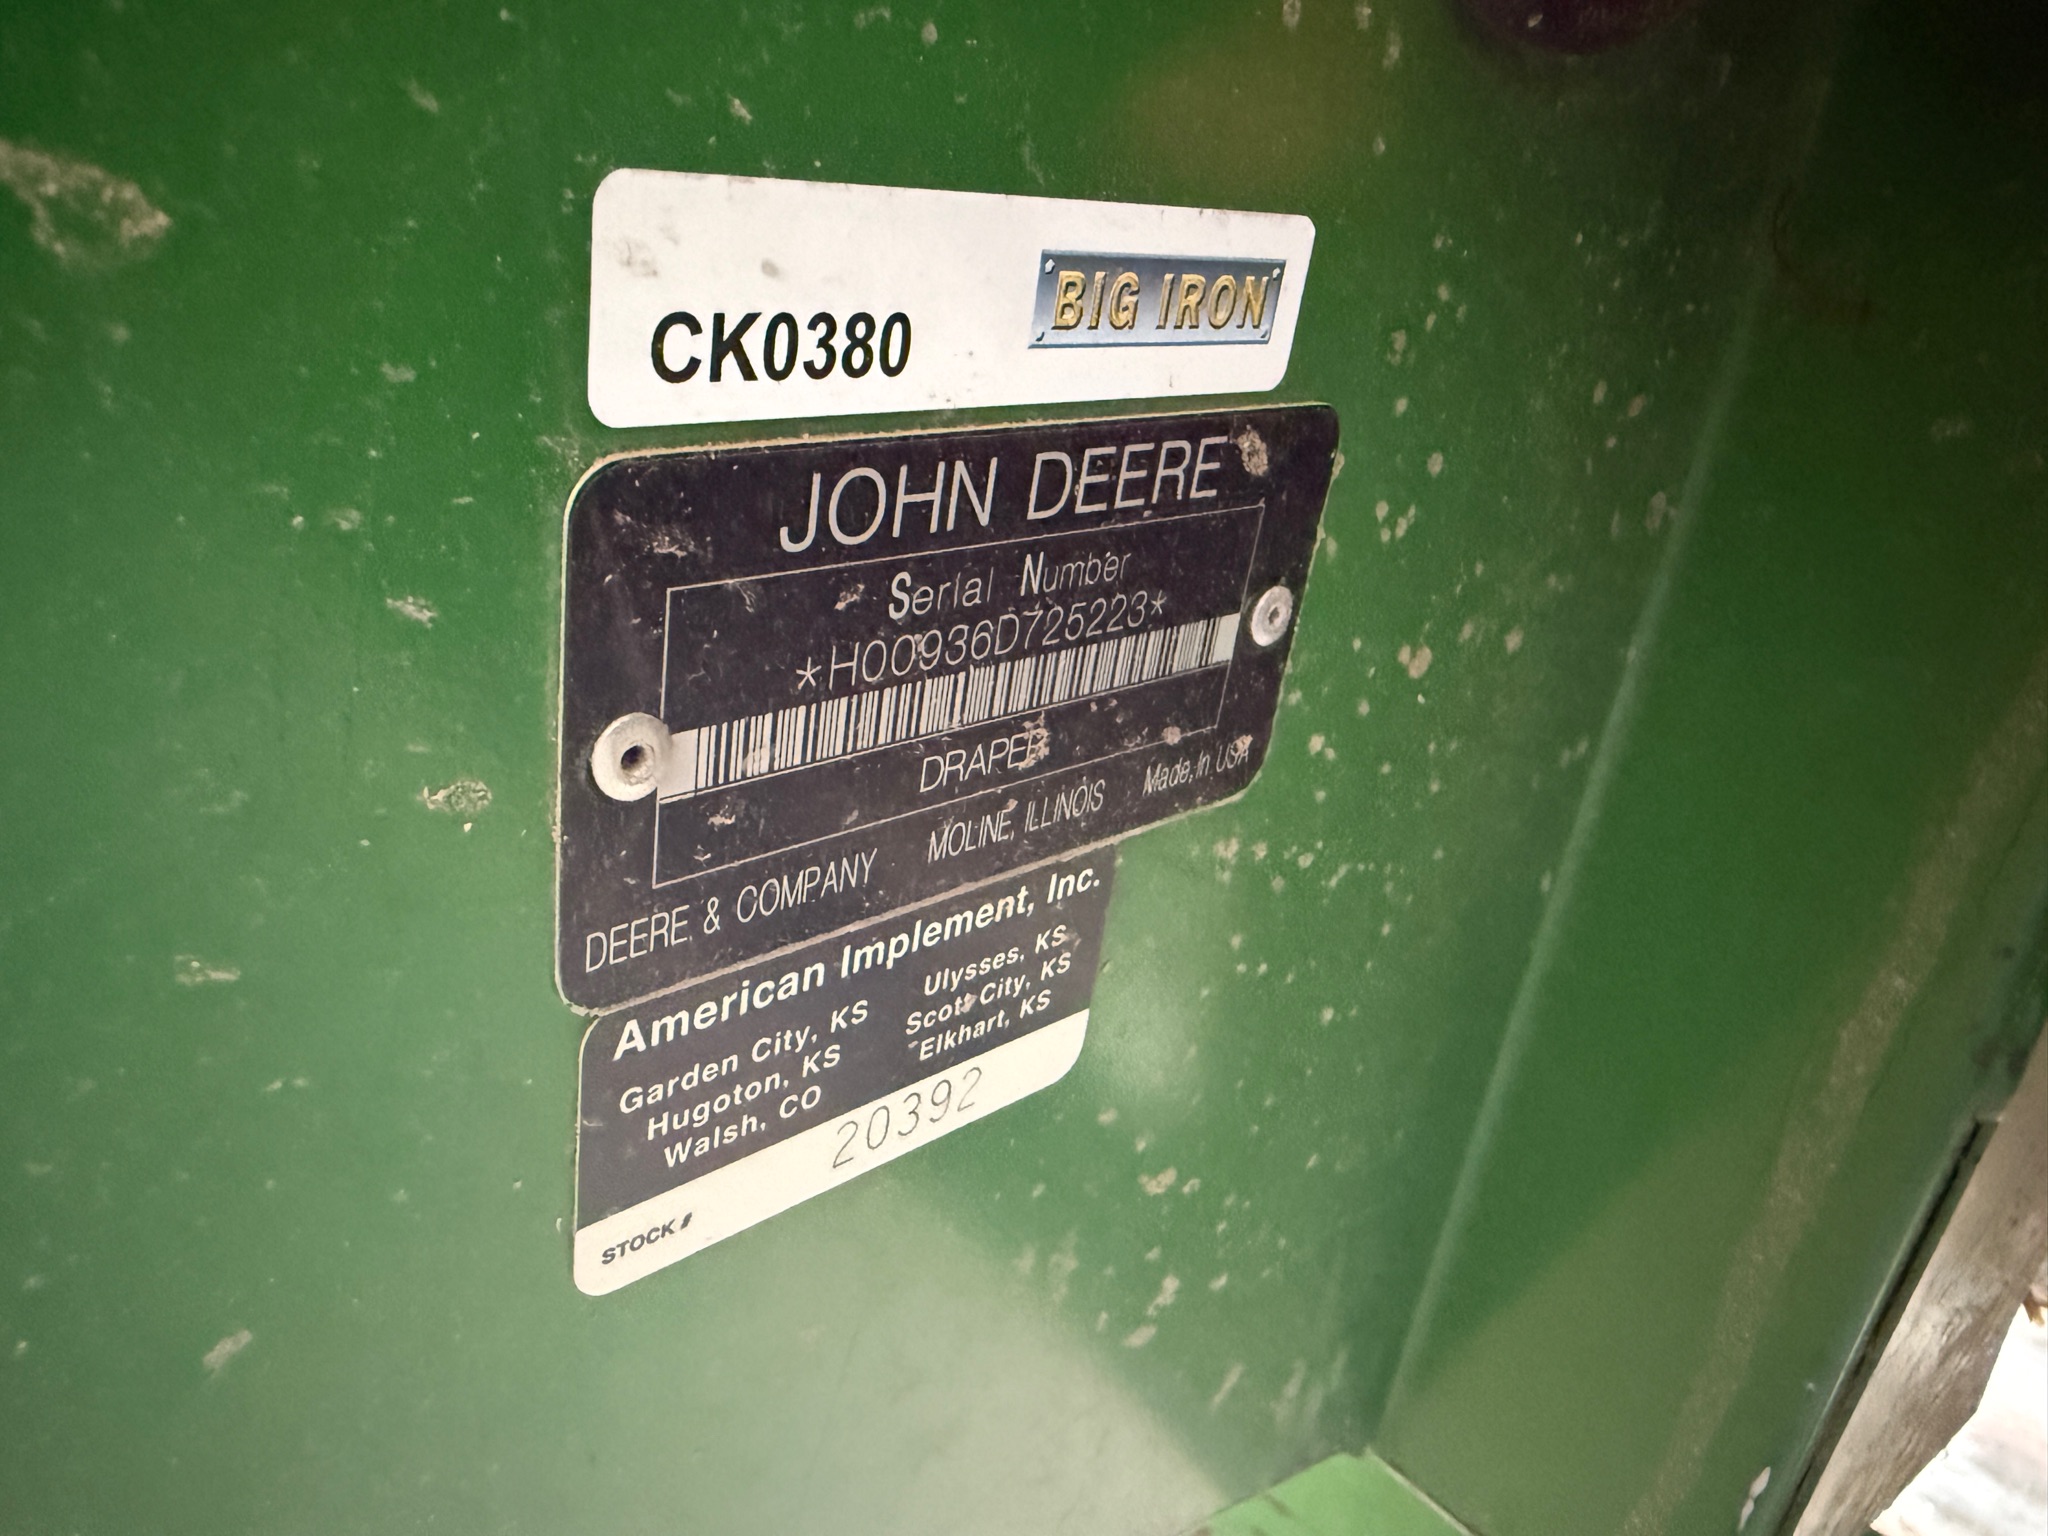 CK0380
BIG IRON
JOHN DEERE
Serial Number
*H00936D725223*
DRAPER
DEERE & COMPANY MOLINE, ILLINOIS Made in USA
American Implement, Inc.
Garden City, KS Ulysses, KS
Hugoton, KS Scott City, KS
Walsh, CO Elkhart, KS
STOCK # 20392